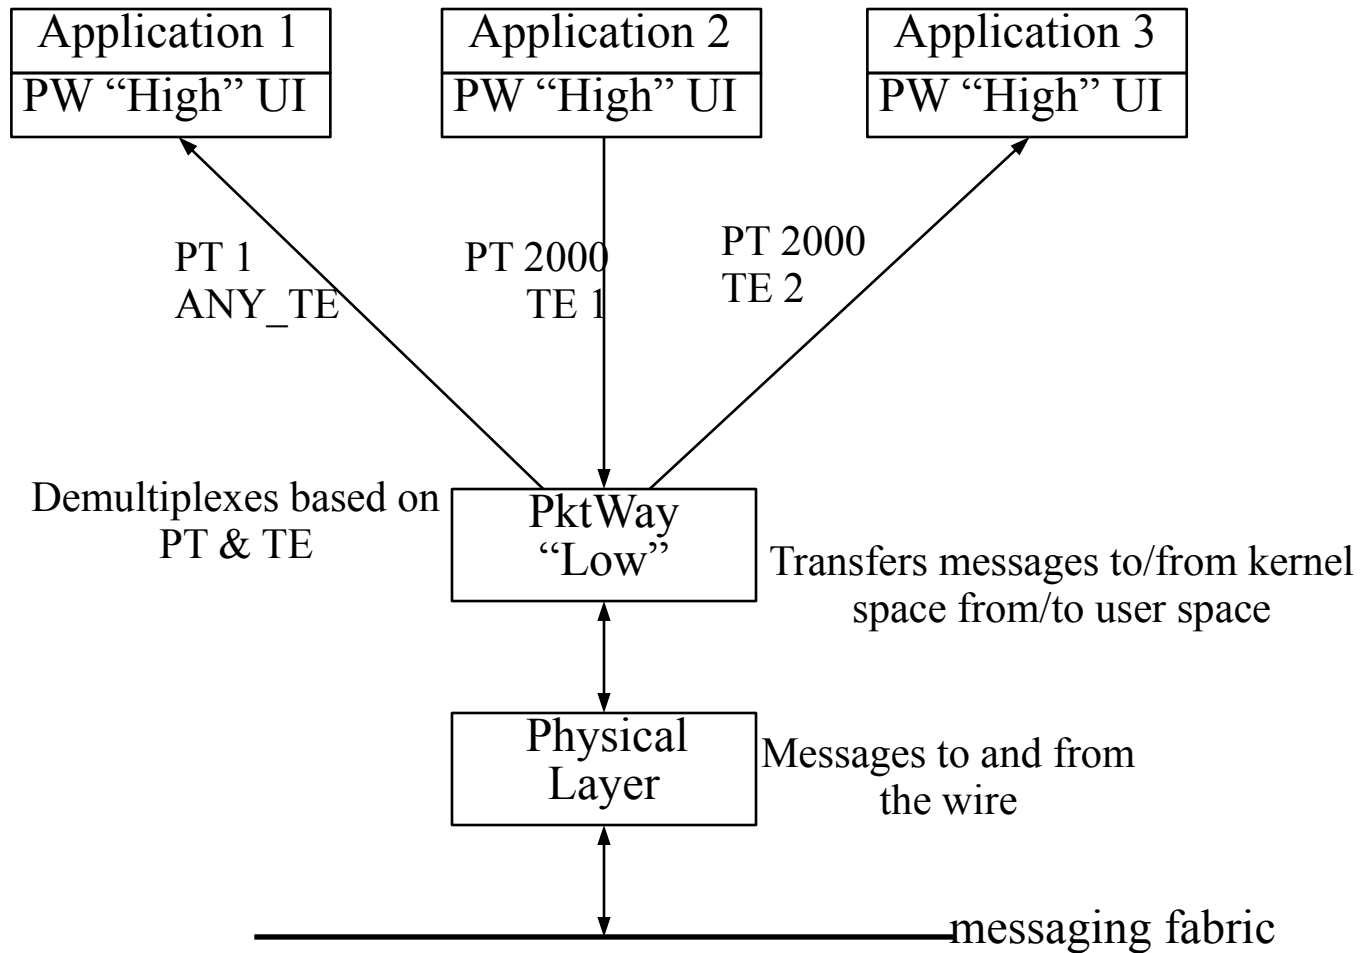 Application 1
PW “High” UI
Application 2
PW “High” UI
Application 3
PW “High” UI
PT 1
ANY_TE
PT 2000
TE 1
PT 2000
TE 2
Demultiplexes based on
PT & TE
PktWay
“Low”
Transfers messages to/from kernel
space from/to user space
Physical
Layer
Messages to and from
the wire
messaging fabric